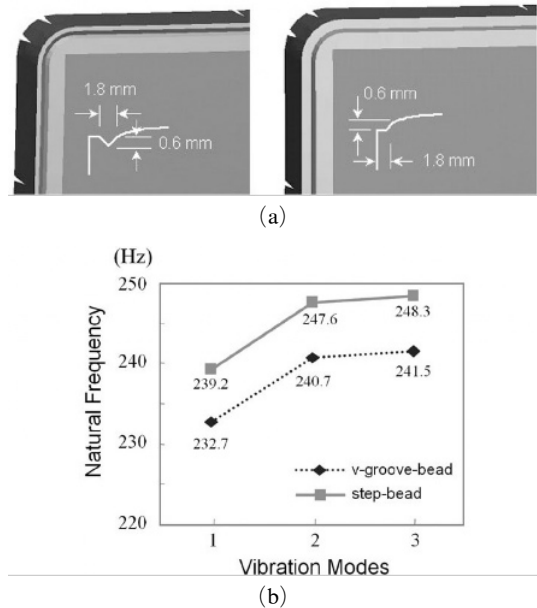 1.8 mm
0.6 mm
0.6 mm
1.8 mm
(a)
(Hz)
250
240
230
220
Natural Frequency
239.2
247.6
248.3
232.7
240.7
241.5
v-groove-bead
step-bead
1 2 3
Vibration Modes
(b)